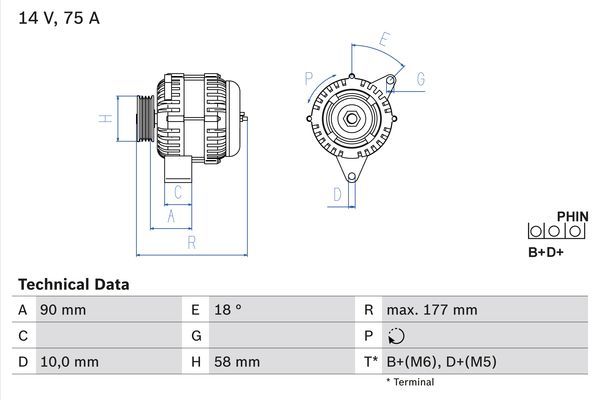 14 V, 75 A
E
P
G
H
C
D
A
R
PHIN
B+D+
Technical Data
A 90 mm E 18 º R max. 177 mm
C G P
D 10,0 mm H 58 mm T* B+(M6), D+(M5)
* Terminal